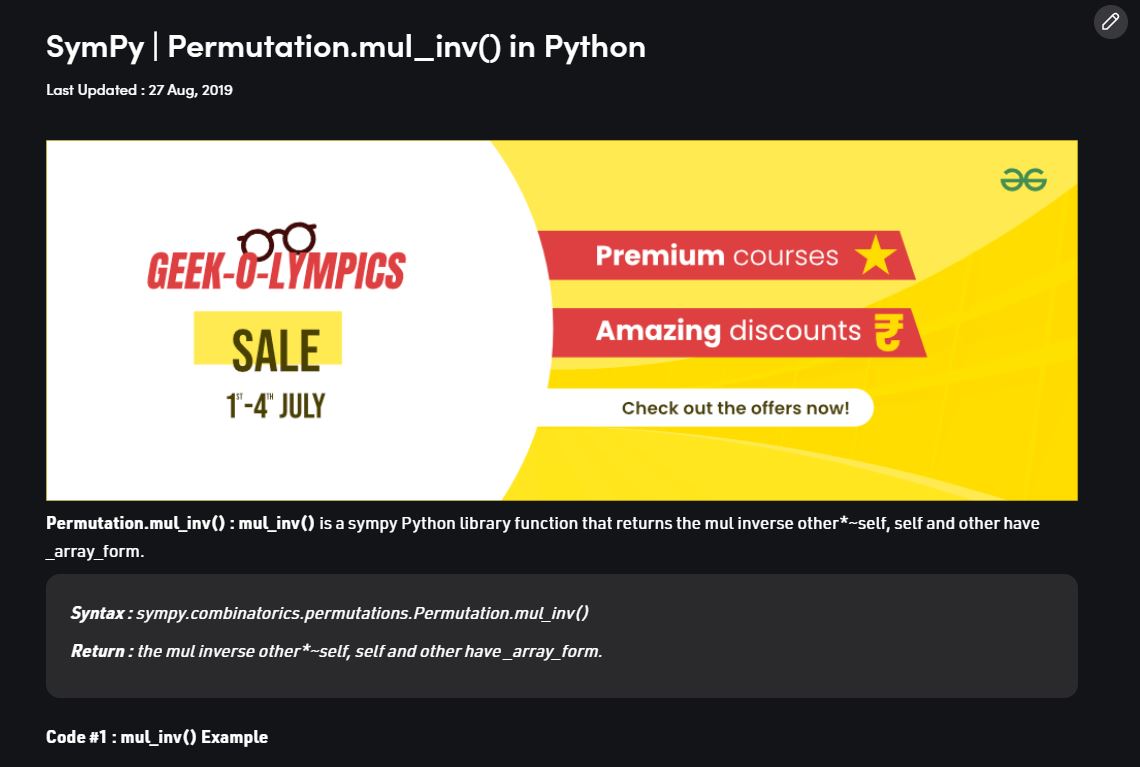 SymPy | Permutation.mul_inv() in Python
Last Updated : 27 Aug, 2019
GEEK-O-LYMPICS
SALE
1ST-4TH JULY
Premium courses
Amazing discounts
Check out the offers now!
Permutation.mul_inv() : mul_inv() is a sympy Python library function that returns the mul inverse other*~self, self and other have
_array_form.
Syntax : sympy.combinatorics.permutations.Permutation.mul_inv()
Return : the mul inverse other*~self, self and other have _array_form.
Code #1 : mul_inv() Example